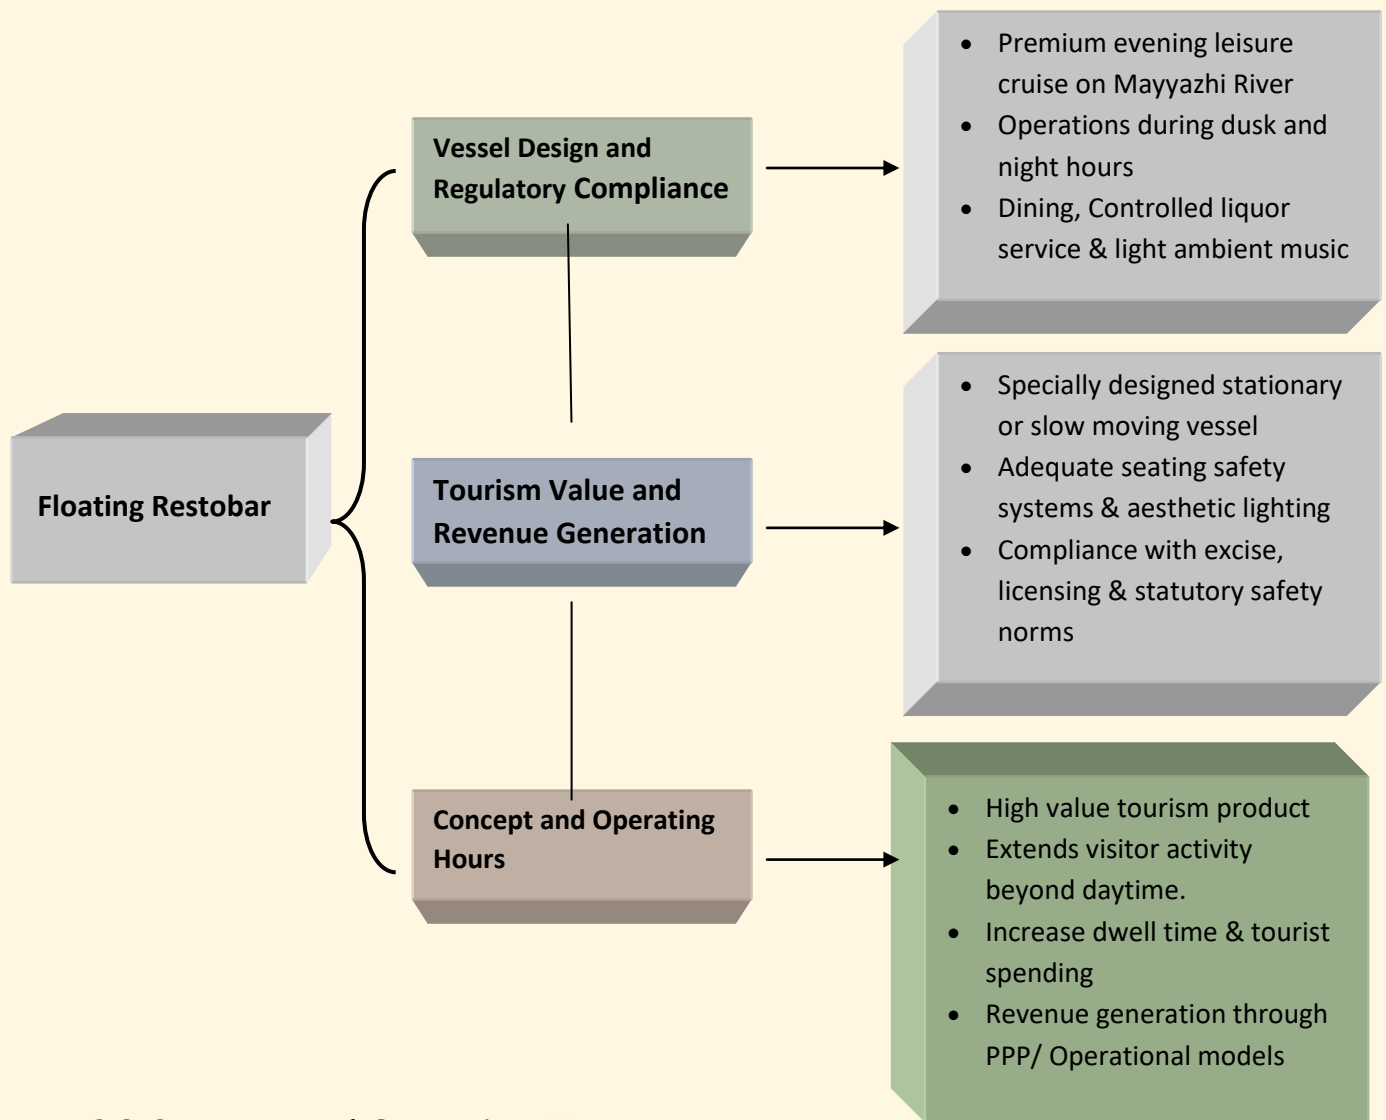 Floating Restobar
Vessel Design and
Regulatory Compliance
• Premium evening leisure
cruise on Mayyazhi River
• Operations during dusk and
night hours
• Dining, Controlled liquor
service & light ambient music
Tourism Value and
Revenue Generation
• Specially designed stationary
or slow moving vessel
• Adequate seating safety
systems & aesthetic lighting
• Compliance with excise,
licensing & statutory safety
norms
Concept and Operating
Hours
• High value tourism product
• Extends visitor activity
beyond daytime.
• Increase dwell time & tourist
spending
• Revenue generation through
PPP/ Operational models